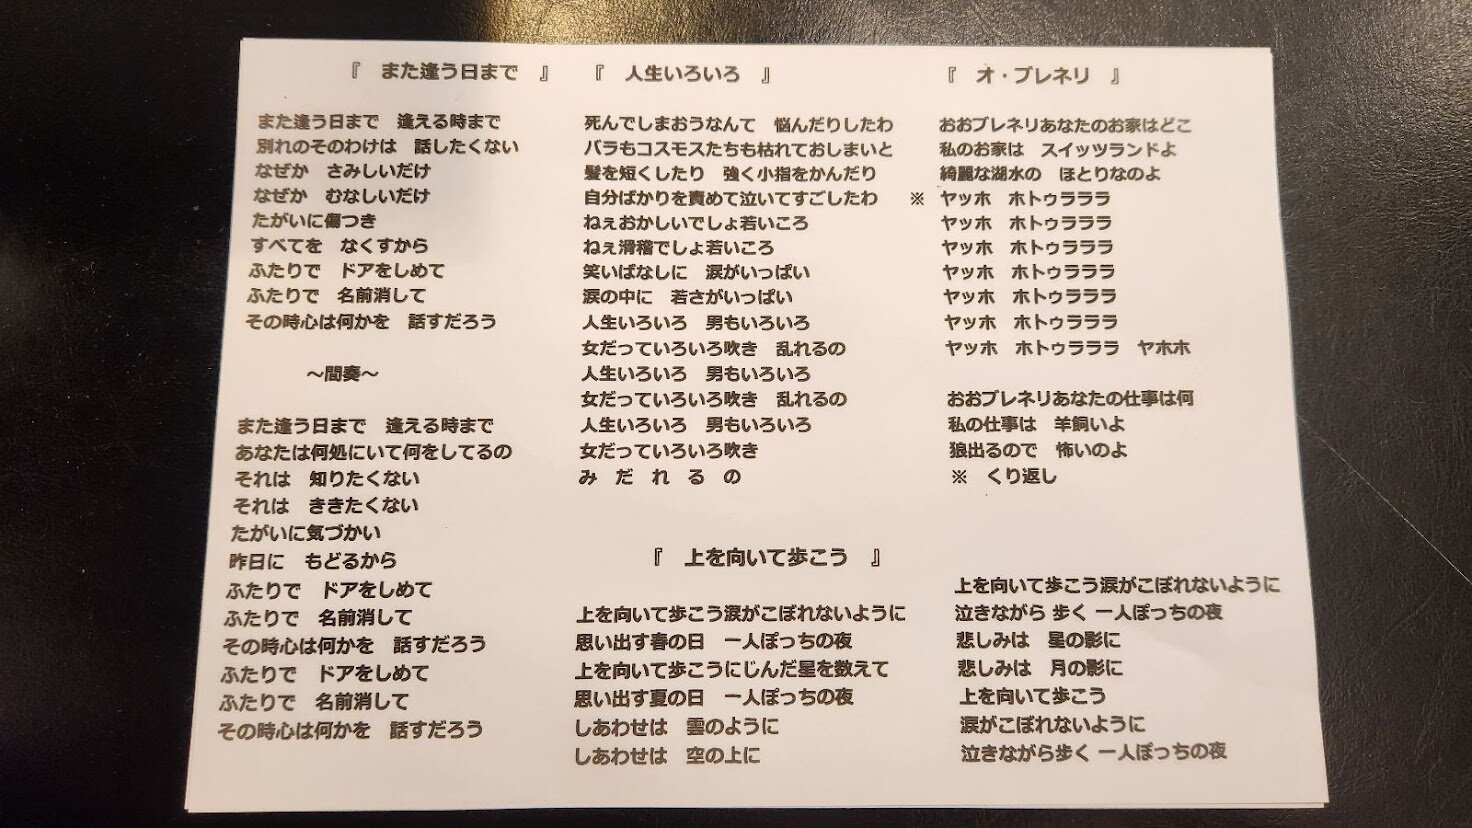 『　また逢う日まで　』
また逢う日まで　逢える時まで
別れのそのわけは　話したくない
なぜか　さみしいだけ
なぜか　むなしいだけ
たがいに傷つき
すべてを　なくすから
ふたりで　ドアをしめて
ふたりで　名前消して
その時心は何かを　話すだろう
～間奏～
また逢う日まで　逢える時まで
あなたは何処にいて何をしてるの
それは　知りたくない
それは　ききたくない
たがいに気づかい
昨日に　もどるから
ふたりで　ドアをしめて
ふたりで　名前消して
その時心は何かを　話すだろう
ふたりで　ドアをしめて
ふたりで　名前消して
その時心は何かを　話すだろう
『　人生いろいろ　』
死んでしまおうなんて　悩んだりしたわ
バラもコスモスたちも枯れておしまいと
髪を短くしたり　強く小指をかんだり
自分ばかりを責めて泣いてすごしたわ
ねぇおかしいでしょ若いころ
ねぇ滑稽でしょ若いころ
笑いばなしに　涙がいっぱい
涙の中に　若さがいっぱい
人生いろいろ　男もいろいろ
女だっていろいろ吹き　乱れるの
人生いろいろ　男もいろいろ
女だっていろいろ吹き　乱れるの
人生いろいろ　男もいろいろ
女だっていろいろ吹き
み　だ　れ　る　の
『　オ・ブレネリ　』
おおブレネリあなたのお家はどこ
私のお家は　スイッツランドよ
綺麗な湖水の　ほとりなのよ
※　ヤッホ　ホトゥラララ
ヤッホ　ホトゥラララ
ヤッホ　ホトゥラララ
ヤッホ　ホトゥラララ
ヤッホ　ホトゥラララ
ヤッホ　ホトゥラララ
ヤッホ　ホトゥラララ　ヤホホ
おおブレネリあなたの仕事は何
私の仕事は　羊飼いよ
狼出るので　怖いのよ
※　くり返し
『　上を向いて歩こう　』
上を向いて歩こう涙がこぼれないように
思い出す春の日　一人ぽっちの夜
上を向いて歩こうにじんだ星を数えて
思い出す夏の日　一人ぽっちの夜
しあわせは　雲のように
しあわせは　空の上に
上を向いて歩こう涙がこぼれないように
泣きながら 歩く 一人ぽっちの夜
悲しみは　星の影に
悲しみは　月の影に
上を向いて歩こう
涙がこぼれないように
泣きながら歩く 一人ぽっちの夜